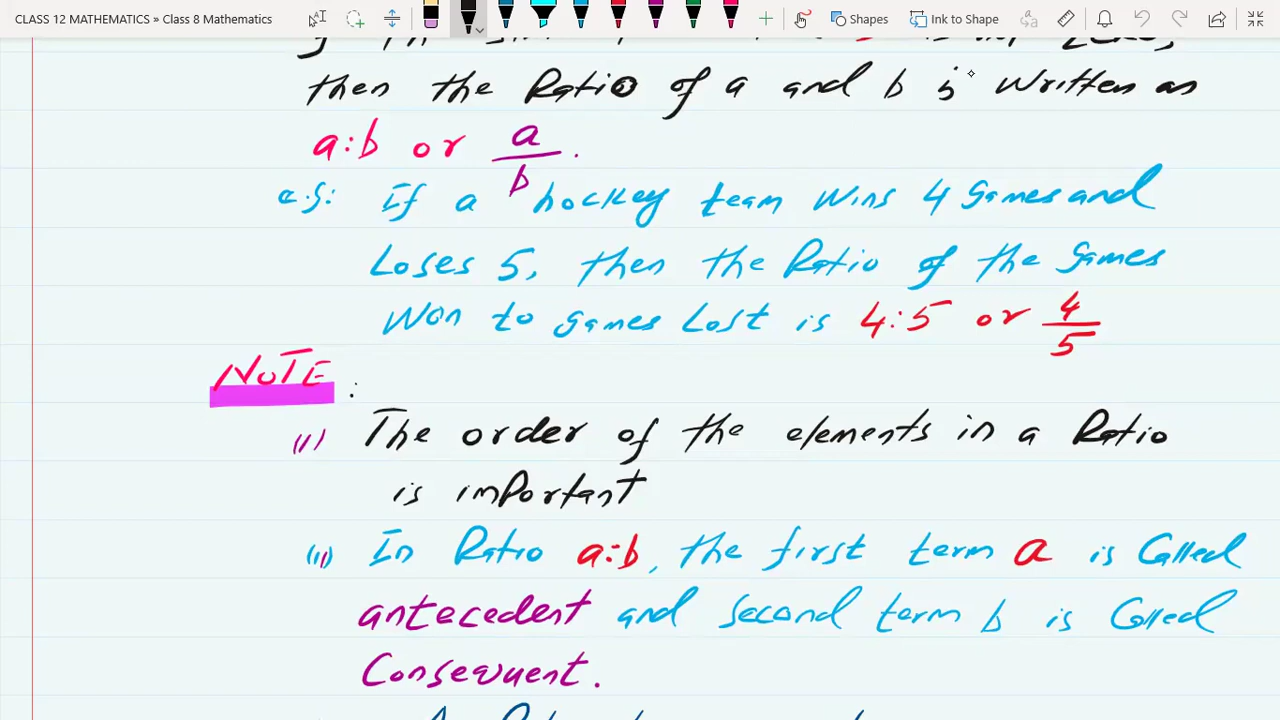 CLASS 12 MATHEMATICS » Class 8 Mathematics
Shapes
Ink to Shape
then the Ratio of a and b is written as
a:b or a/b.
e.g: If a hockey team wins 4 Games and
Loses 5, then the Ratio of the games
Won to games Lost is 4:5 or 4/5
NOTE :
(i) The order of the elements in a Ratio
is important
(ii) In Ratio a:b, the first term a is Called
antecedent and second term b is Called
Consequent.